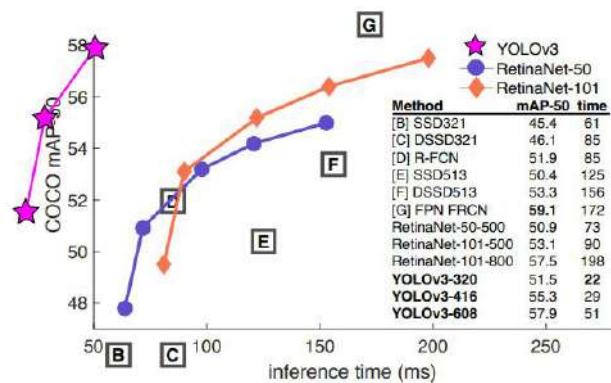 G
YOLOv3
RetinaNet-50
RetinaNet-101
58
56
54
52
50
48
COCO mAP-50
D
F
E
B
C
50
100
150
200
250
inference time (ms)
Method mAP-50 time
[B] SSD321 45.4 61
[C] DSSD321 46.1 85
[D] R-FCN 51.9 85
[E] SSD513 50.4 125
[F] DSSD513 53.3 156
[G] FPN FRCN 59.1 172
RetinaNet-50-500 50.9 73
RetinaNet-101-500 53.1 90
RetinaNet-101-800 57.5 198
YOLOv3-320 51.5 22
YOLOv3-416 55.3 29
YOLOv3-608 57.9 51